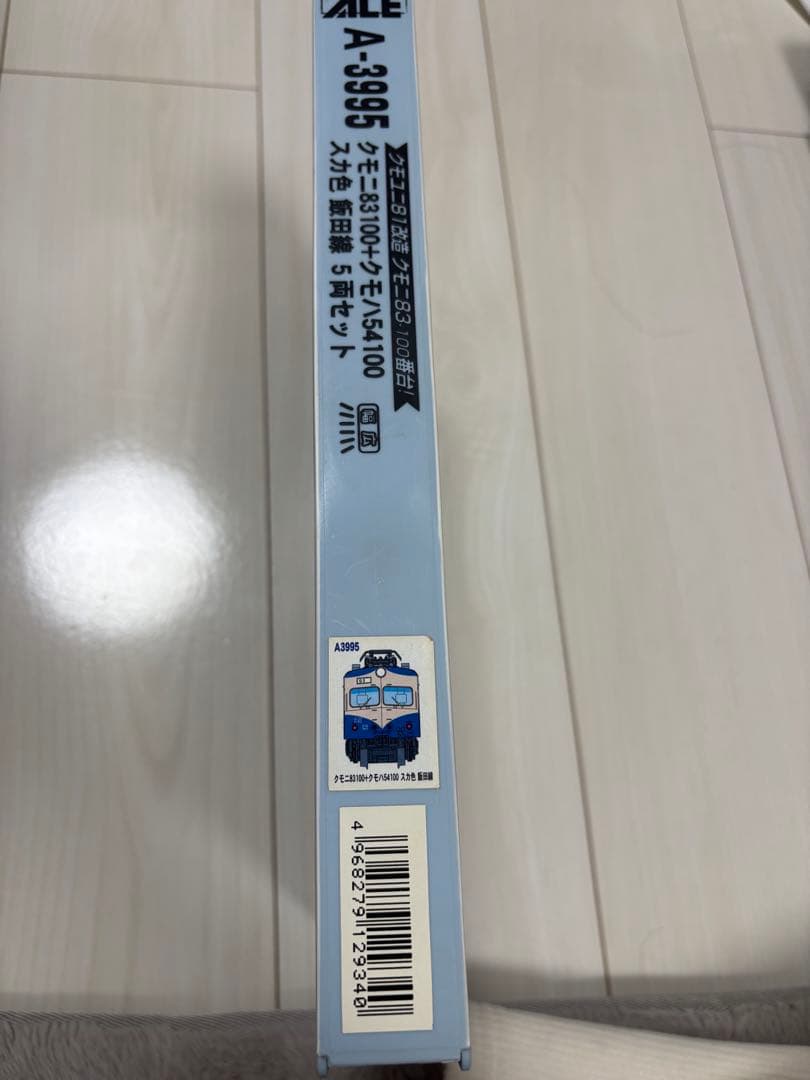 A-3995
クモユニ81改造 クモニ83-100番台!
クモニ83100+クモハ54100
スカ色 飯田線 5両セット
幅広
A3995
クモニ83100+クモハ54100 スカ色 飯田線
4 968279 129340